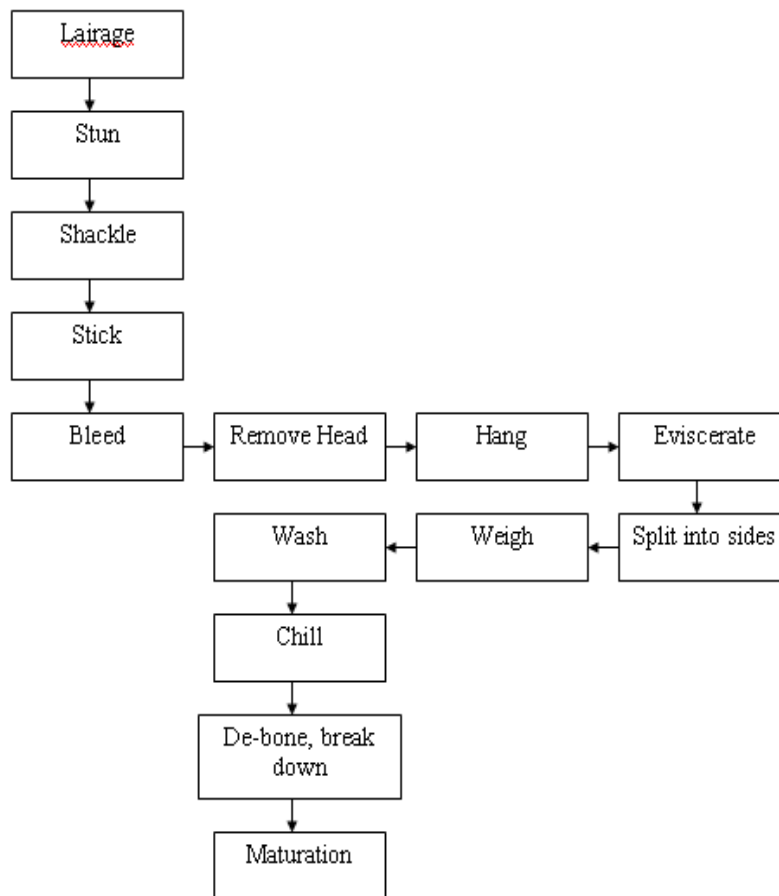 Lairage
Stun
Shackle
Stick
Bleed
Remove Head
Hang
Eviscerate
Split into sides
Weigh
Wash
Chill
De-bone, break
down
Maturation